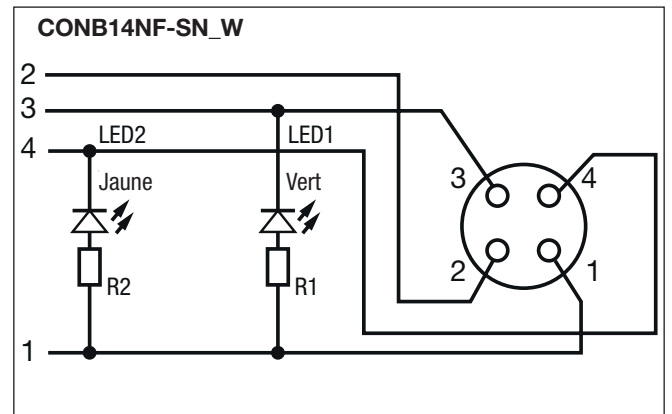 CONB14NF-SN_W
2
3
4
LED2
LED1
Jaune
Vert
3
4
R2
R1
2
1
1